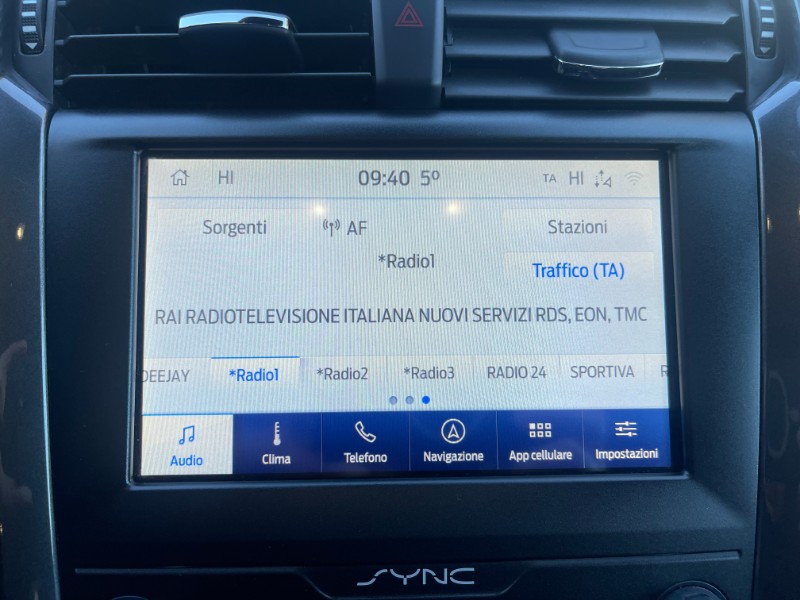 HI 09:40 5º TA HI
Sorgenti AF Stazioni
*Radio1
Traffico (TA)
RAI RADIOTELEVISIONE ITALIANA NUOVI SERVIZI RDS, EON, TMC
DEEJAY *Radio1 *Radio2 *Radio3 RADIO 24 SPORTIVA R
Audio Clima Telefono Navigazione App cellulare Impostazioni
SYNC